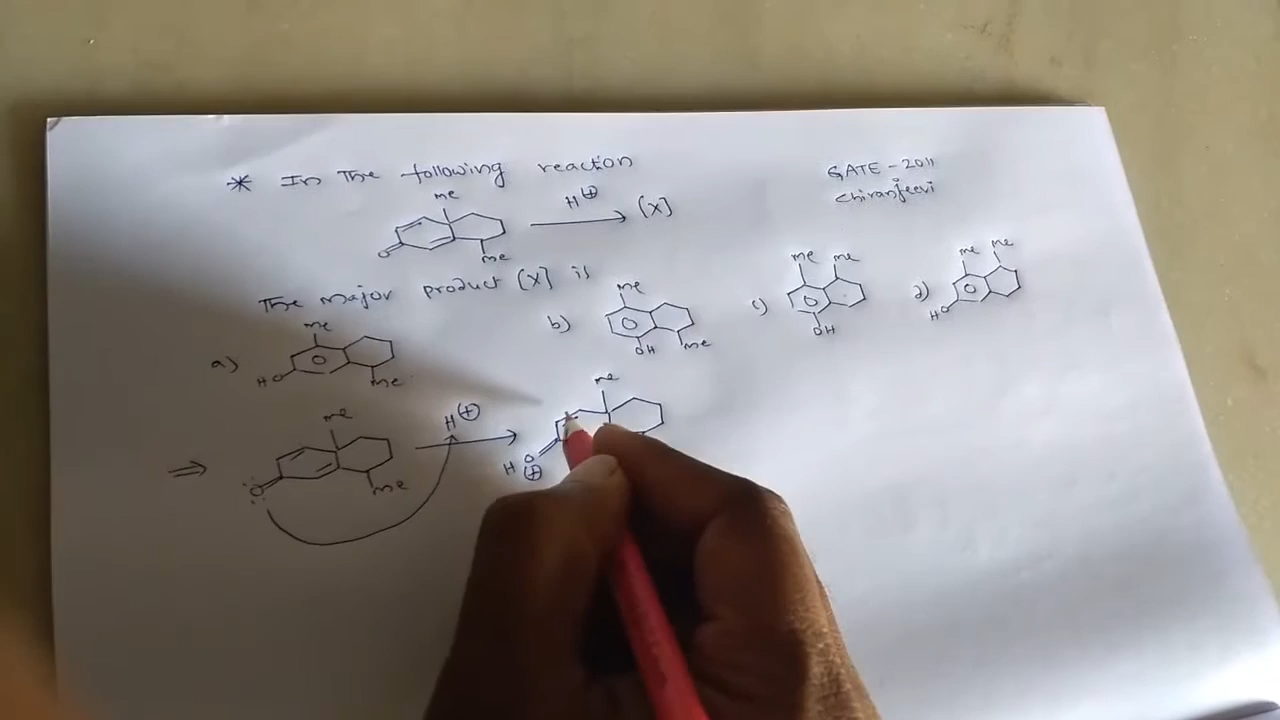 * In The following reaction
GATE - 2011
Chiranjeevi
me
H⊕
(X)
O
me
The major product [X] is
a)
me
HO
me
b)
me
OH
me
c)
me me
OH
d)
me me
HO
⇒
me
O
me
H⊕
me
O
H ⊕